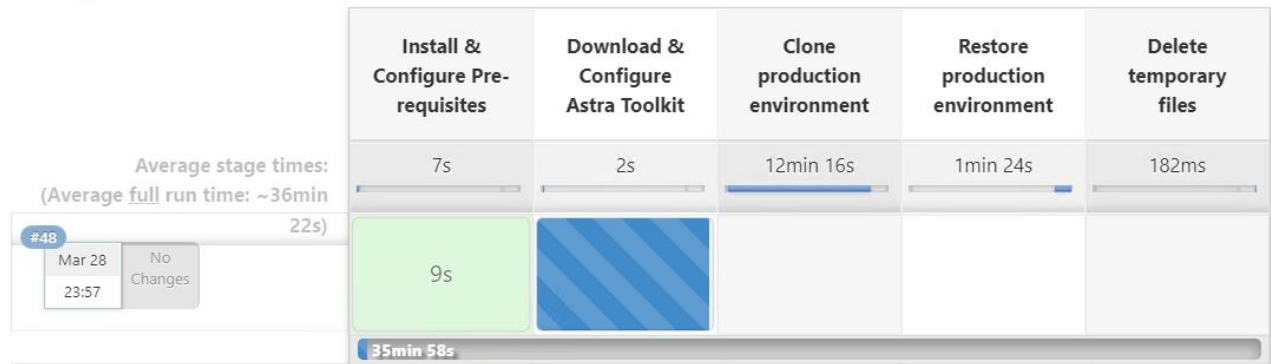 Install &
Configure Pre-
requisites
Download &
Configure
Astra Toolkit
Clone
production
environment
Restore
production
environment
Delete
temporary
files
Average stage times:
(Average full run time: ~36min
22s)
7s
2s
12min 16s
1min 24s
182ms
#48
Mar 28
23:57
No
Changes
9s
35min 58s